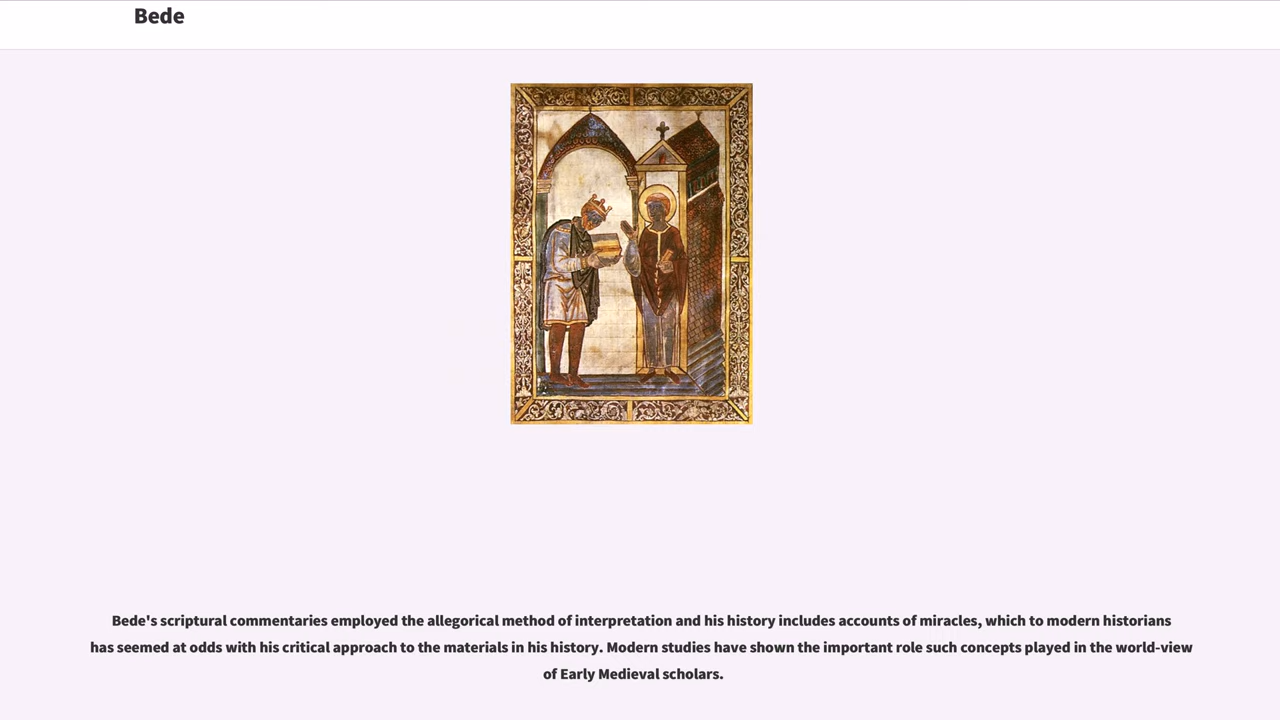 Bede
Bede's scriptural commentaries employed the allegorical method of interpretation and his history includes accounts of miracles, which to modern historians
has seemed at odds with his critical approach to the materials in his history. Modern studies have shown the important role such concepts played in the world-view
of Early Medieval scholars.